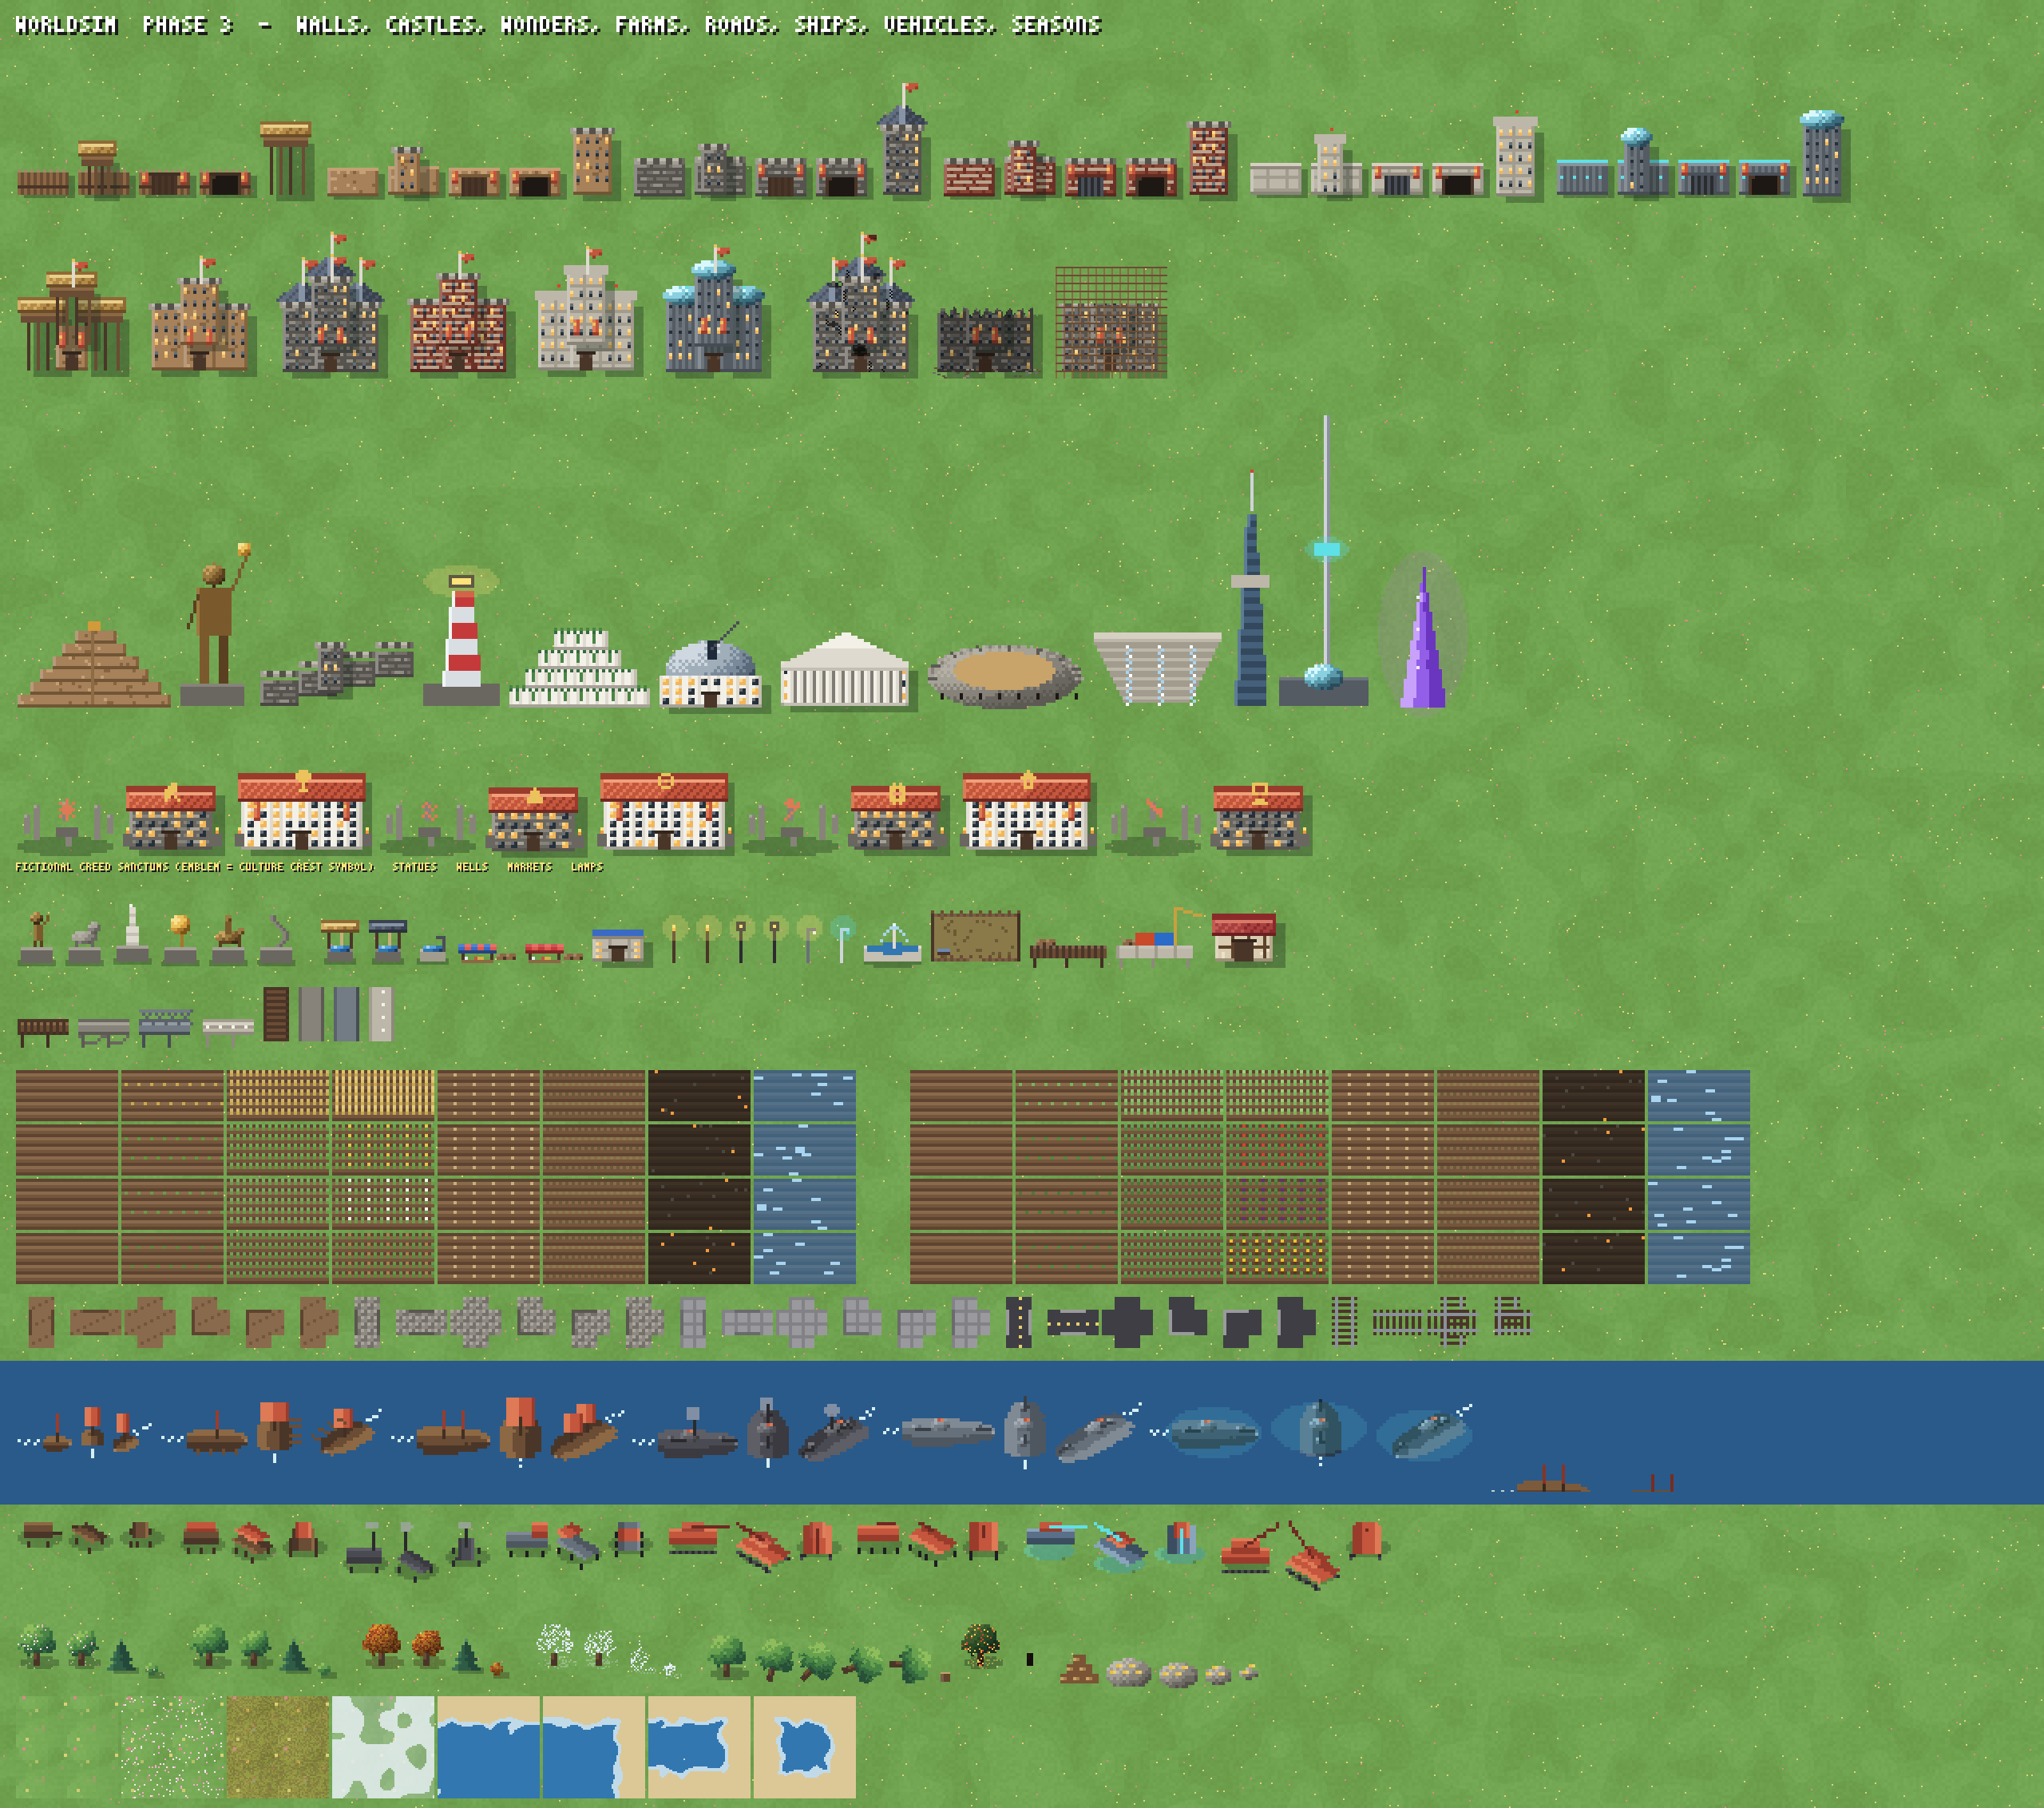 WORLDSIM PHASE 3 - WALLS, CASTLES, WONDERS, FARMS, ROADS, SHIPS, VEHICLES, SEASONS
FICTIONAL CREED SANCTUMS (EMBLEM = CULTURE CREST SYMBOL) STATUES WELLS MARKETS LAMPS